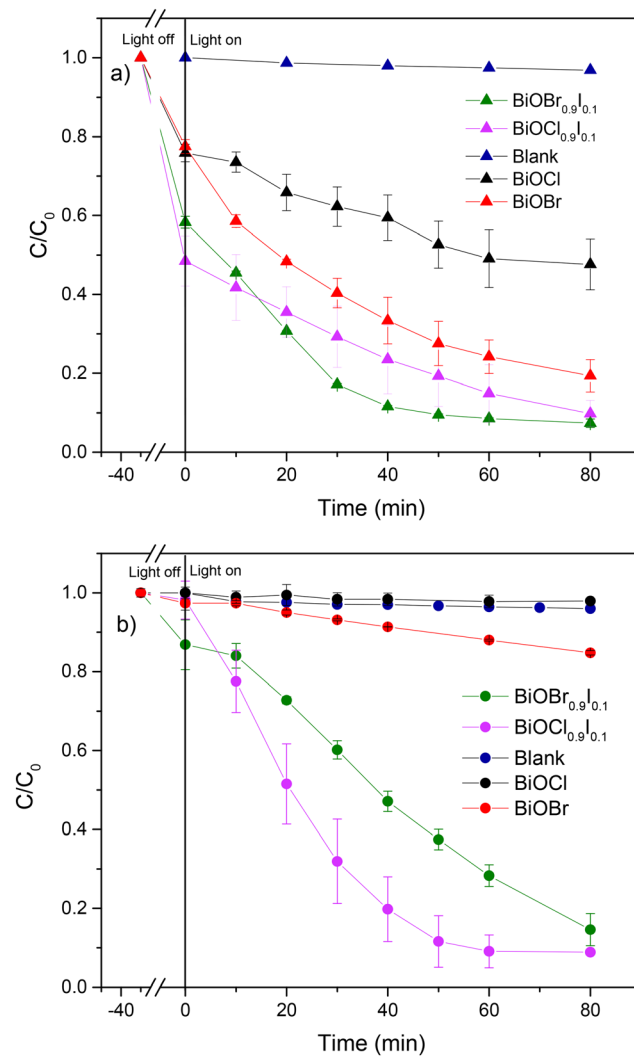 Light off Light on
a)
1.0
0.8
0.6
0.4
0.2
0.0
C/C₀
BiOBr₀.₉I₀.₁
BiOCl₀.₉I₀.₁
Blank
BiOCl
BiOBr
-40 0 20 40 60 80
Time (min)
Light off Light on
b)
1.0
0.8
0.6
0.4
0.2
0.0
C/C₀
BiOBr₀.₉I₀.₁
BiOCl₀.₉I₀.₁
Blank
BiOCl
BiOBr
-40 0 20 40 60 80
Time (min)